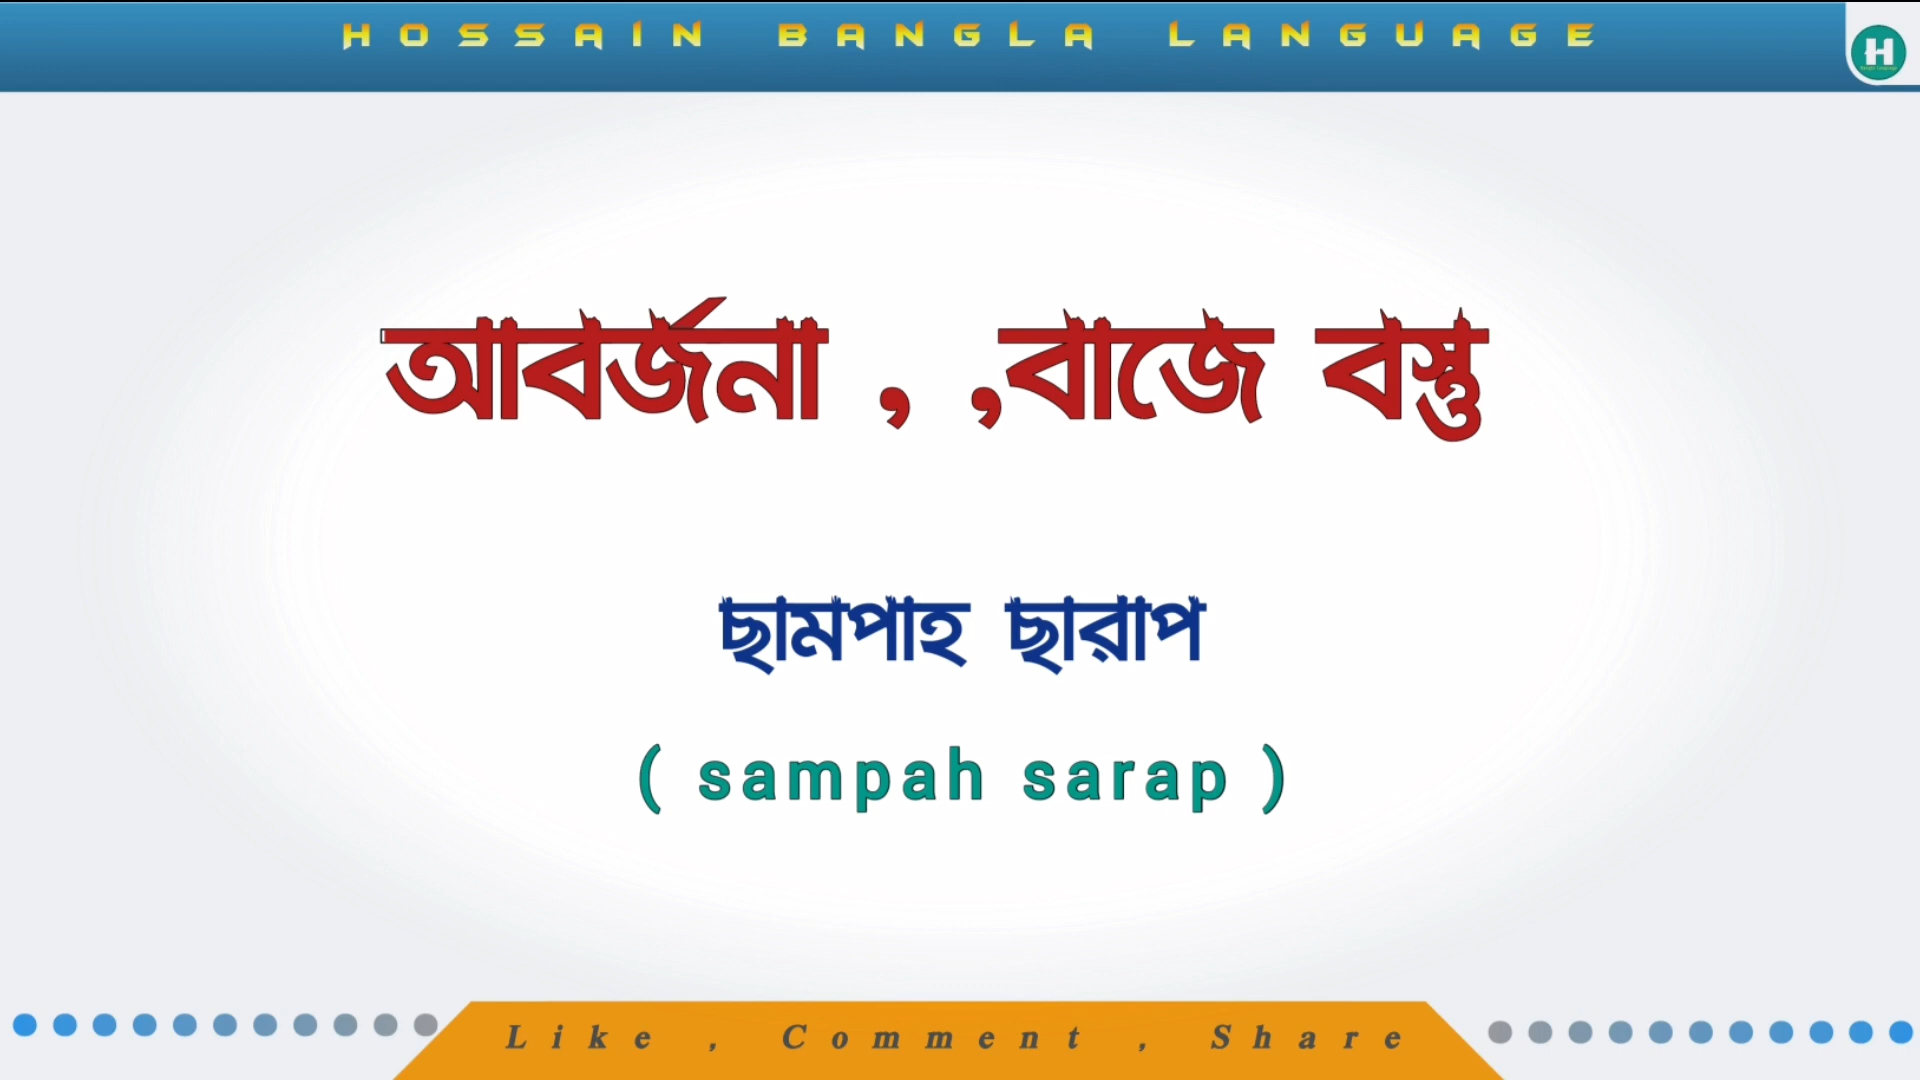 HOSSAIN BANGLA LANGUAGE
H
আবর্জনা , ,বাজে বস্তু
ছামপাহ ছারাপ
( sampah sarap )
Like , Comment , Share